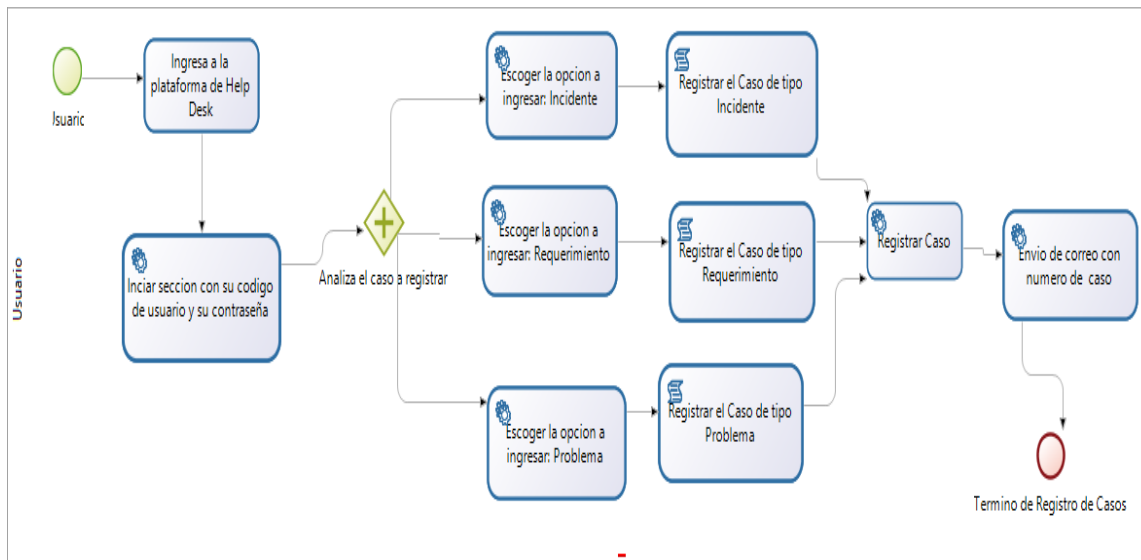 Ingresa a la
plataforma de Help
Desk
Usuario
Inciar seccion con su codigo
de usuario y su contraseña
Analiza el caso a registrar
Escoger la opcion a
ingresar: Incidente
Registrar el Caso de tipo
Incidente
Escoger la opcion a
ingresar: Requerimiento
Registrar el Caso de tipo
Requerimiento
Escoger la opcion a
ingresar: Problema
Registrar el Caso de tipo
Problema
Registrar Caso
Envio de correo con
numero de caso
Termino de Registro de Casos
Usuario